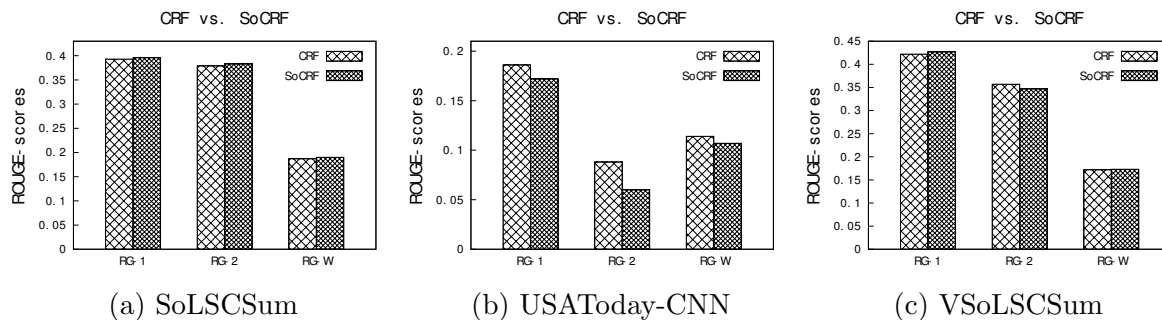 CRF vs. SoCRF
ROUGE-scores
0.4
0.35
0.3
0.25
0.2
0.15
0.1
0.05
0
CRF
SoCRF
RG-1 RG-2 RG-W
(a) SoLSCSum
CRF vs. SoCRF
ROUGE-scores
0.2
0.15
0.1
0.05
0
CRF
SoCRF
RG-1 RG-2 RG-W
(b) USAToday-CNN
CRF vs. SoCRF
ROUGE-scores
0.45
0.4
0.35
0.3
0.25
0.2
0.15
0.1
0.05
0
CRF
SoCRF
RG-1 RG-2 RG-W
(c) VSoLSCSum